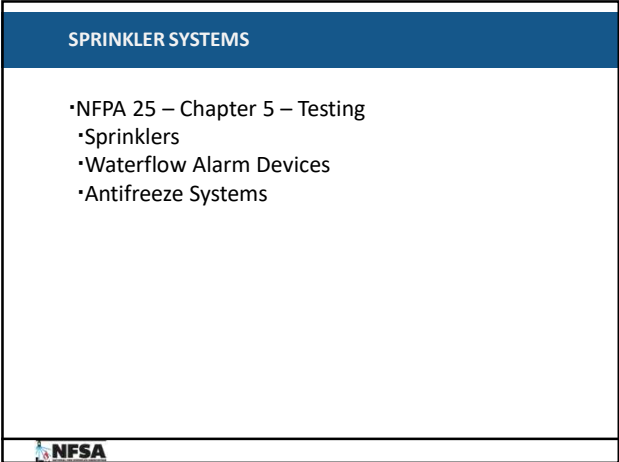 SPRINKLER SYSTEMS
▪NFPA 25 – Chapter 5 – Testing
▪Sprinklers
▪Waterflow Alarm Devices
▪Antifreeze Systems
NFSA